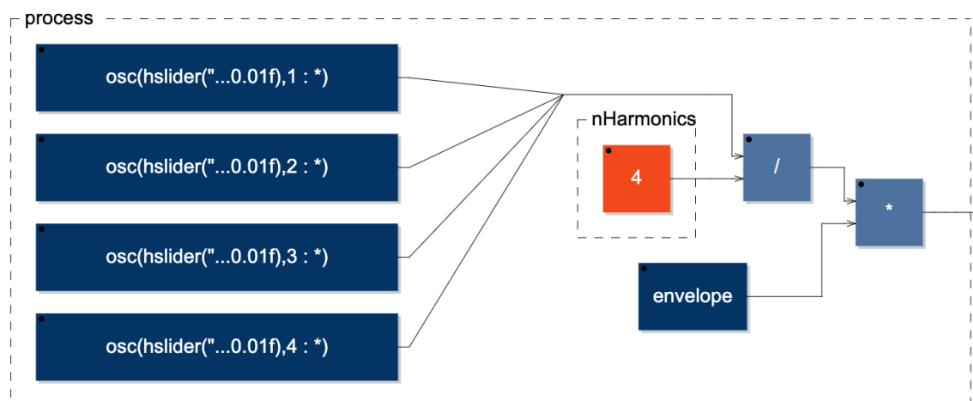 process
osc(hslider("...0.01f),1 : *)
nHarmonics
osc(hslider("...0.01f),2 : *)
4
/
*
osc(hslider("...0.01f),3 : *)
envelope
osc(hslider("...0.01f),4 : *)